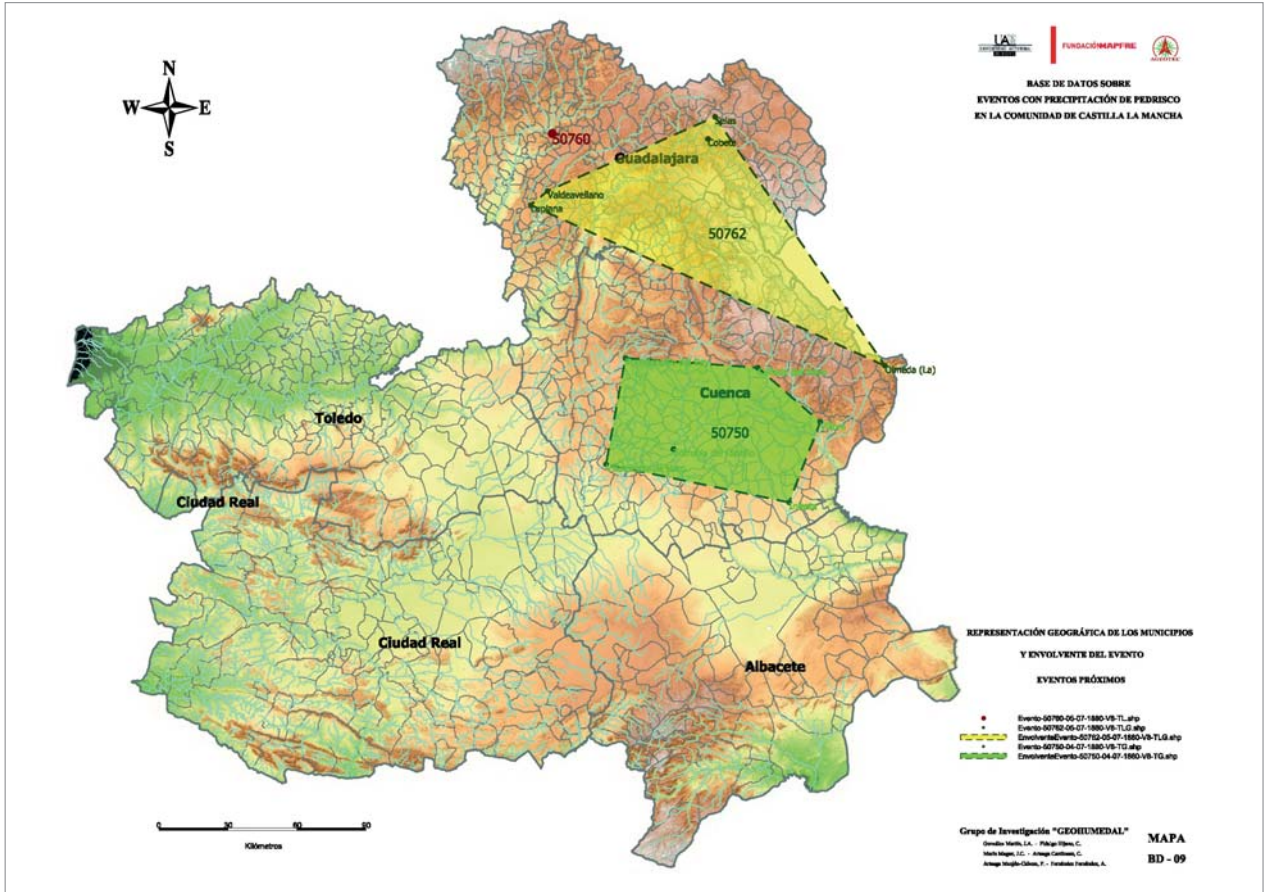 N
W E
S
FUNDACIÓNMAPFRE
BASE DE DATOS SOBRE
EVENTOS CON PRECIPITACIÓN DE PEDRISCO
EN LA COMUNIDAD DE CASTILLA LA MANCHA
Selas
50760
Cobeta
Guadalajara
Valdeavellano
Lupiana
50762
Olmeda (La)
Cuenca
50750
Toledo
Ciudad Real
Ciudad Real
Albacete
REPRESENTACIÓN GEOGRÁFICA DE LOS MUNICIPIOS
Y ENVOLVENTE DEL EVENTO
EVENTOS PRÓXIMOS
Evento-50760-05-07-1880-V8-TL.shp
Evento-50762-05-07-1880-V8-TLG.shp
EnvolventeEvento-50762-05-07-1880-V8-TLG.shp
Evento-50750-04-07-1880-V8-TG.shp
EnvolventeEvento-50750-04-07-1880-V8-TG.shp
0 30 60 90
Kilómetros
Grupo de Investigación "GEOHUMEDAL"
MAPA
BD - 09